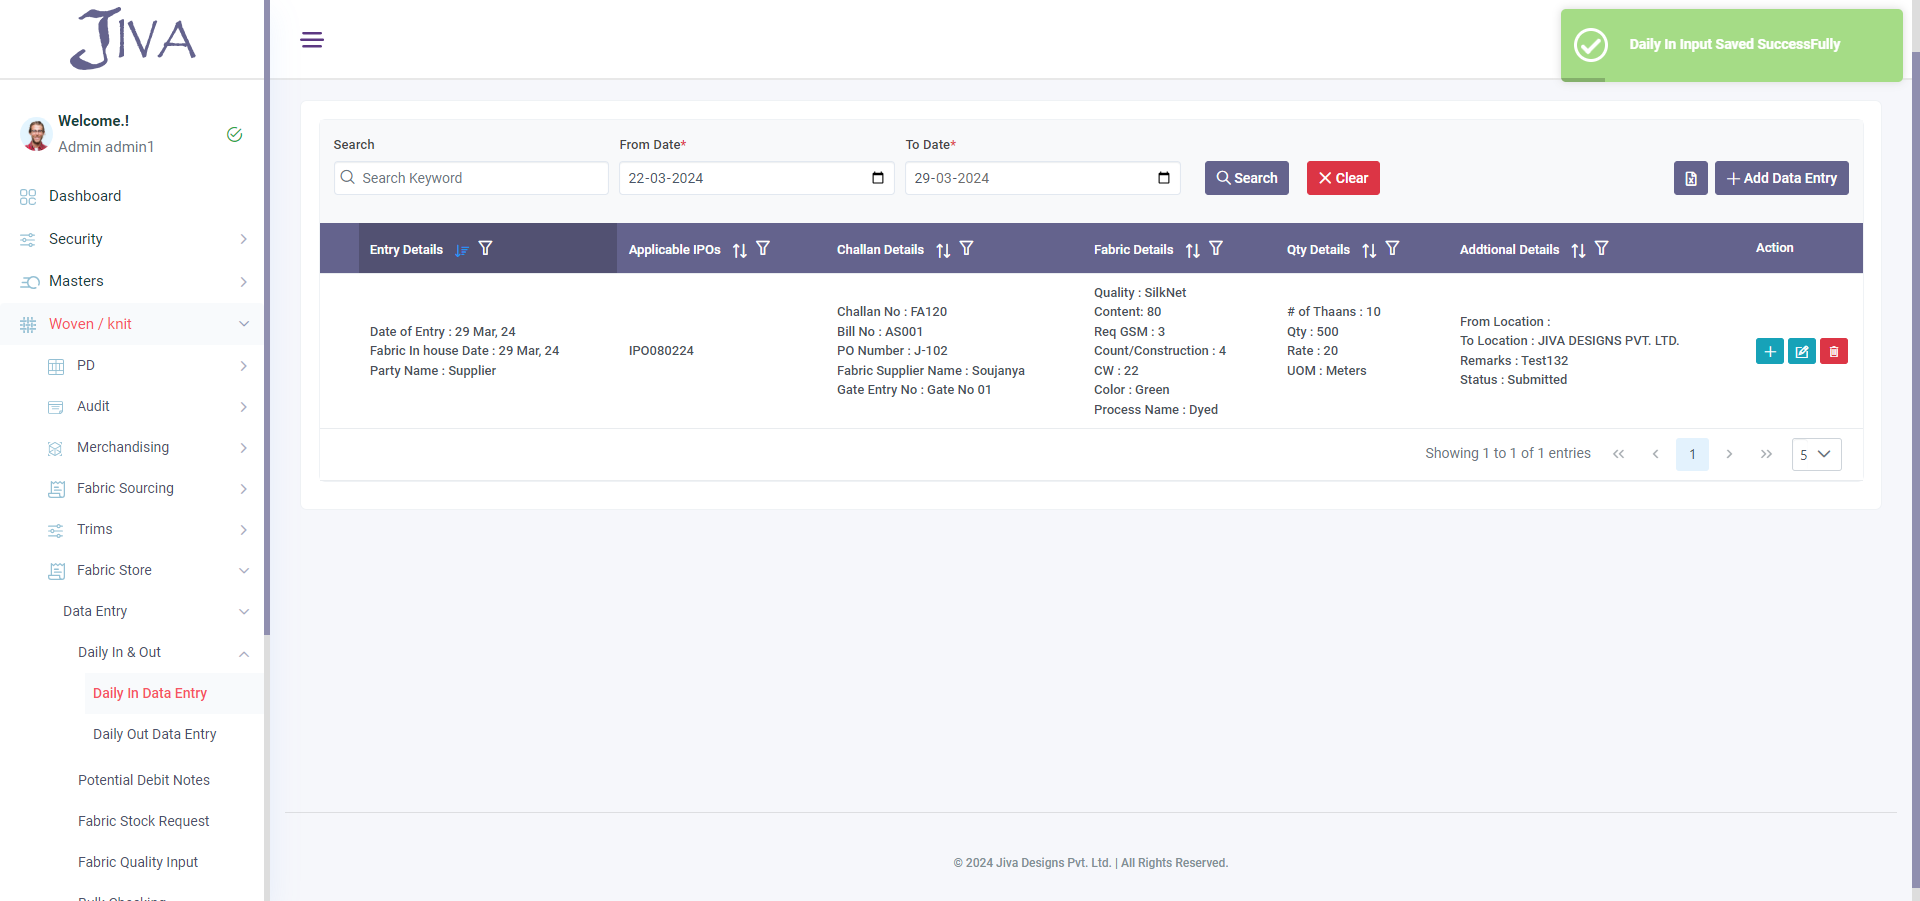 JIVA
Daily In Input Saved SuccessFully
Welcome.!
Admin admin1
Dashboard
Security
Masters
Woven / knit
PD
Audit
Merchandising
Fabric Sourcing
Trims
Fabric Store
Data Entry
Daily In & Out
Daily In Data Entry
Daily Out Data Entry
Potential Debit Notes
Fabric Stock Request
Fabric Quality Input
Bulk Checking
Search
From Date*
To Date*
Search Keyword
22-03-2024
29-03-2024
Search
Clear
Add Data Entry
Entry Details
Applicable IPOs
Challan Details
Fabric Details
Qty Details
Addtional Details
Action
Date of Entry : 29 Mar, 24
Fabric In house Date : 29 Mar, 24
Party Name : Supplier
IPO080224
Challan No : FA120
Bill No : AS001
PO Number : J-102
Fabric Supplier Name : Soujanya
Gate Entry No : Gate No 01
Quality : SilkNet
Content: 80
Req GSM : 3
Count/Construction : 4
CW : 22
Color : Green
Process Name : Dyed
# of Thaans : 10
Qty : 500
Rate : 20
UOM : Meters
From Location :
To Location : JIVA DESIGNS PVT. LTD.
Remarks : Test132
Status : Submitted
Showing 1 to 1 of 1 entries
1
5
© 2024 Jiva Designs Pvt. Ltd. | All Rights Reserved.